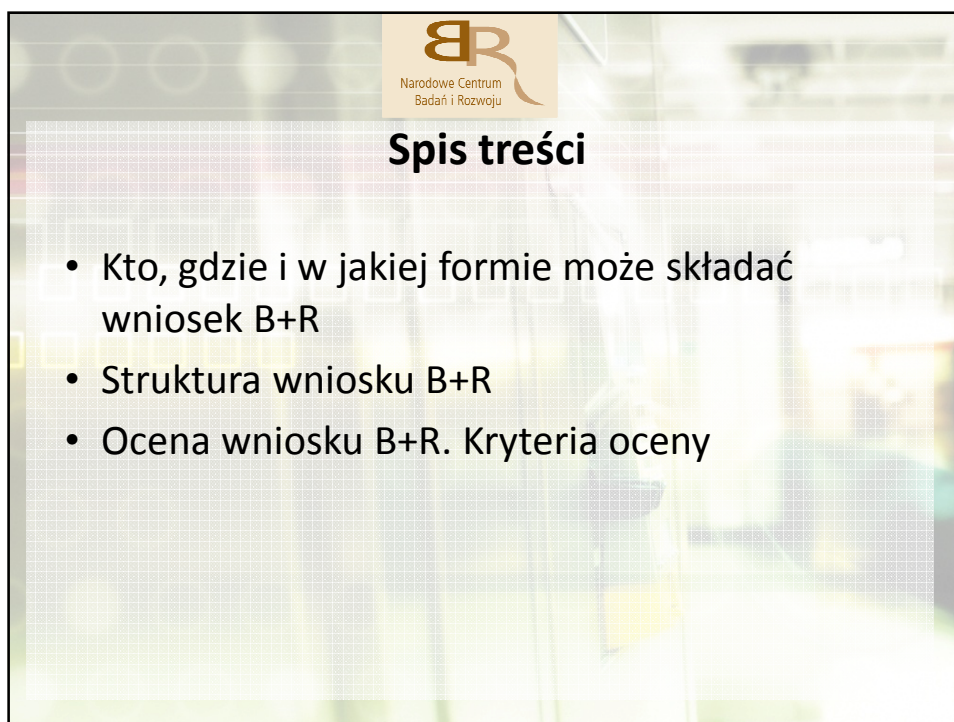 BR
Narodowe Centrum
Badań i Rozwoju
Spis treści
• Kto, gdzie i w jakiej formie może składać
wniosek B+R
• Struktura wniosku B+R
• Ocena wniosku B+R. Kryteria oceny